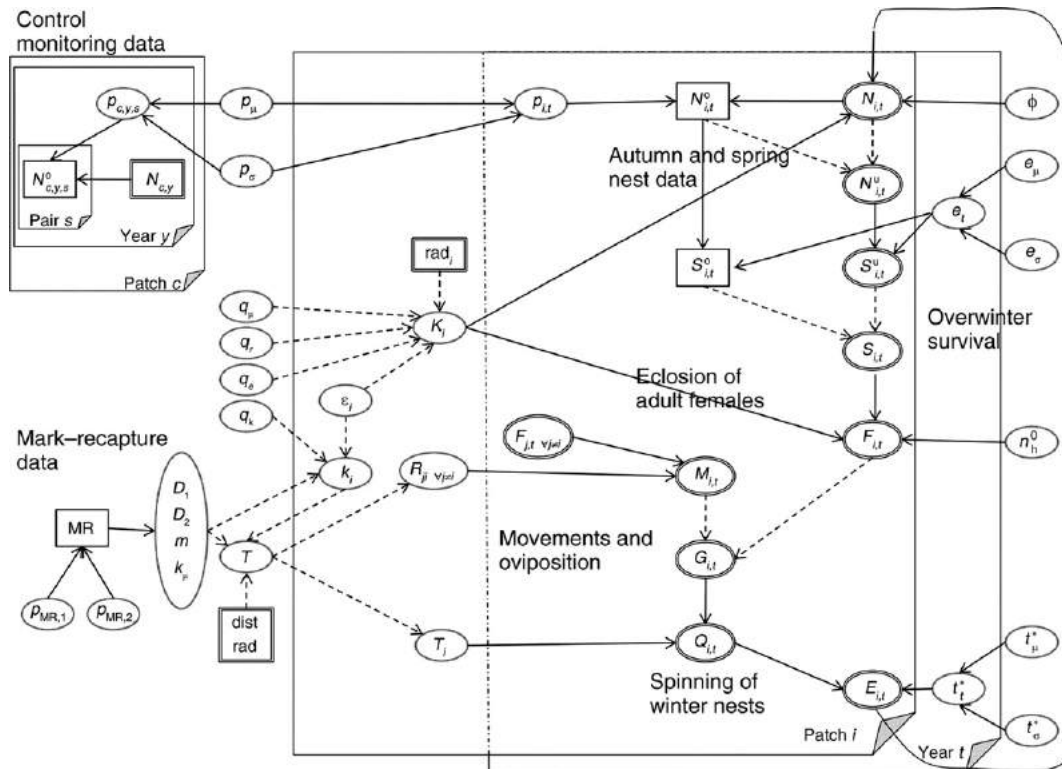 Control
monitoring data
p_{c,y,s}
p_μ
p_{i,t}
N^o_{i,t}
N_{i,t}
ϕ
p_σ
Autumn and spring
nest data
N^o_{c,y,s}
N_{c,y}
N^u_{i,t}
e_μ
Pair s
Year y
Patch c
e_t
rad_i
S^o_{i,t}
S^u_{i,t}
e_σ
q_μ
K_i
Overwinter
survival
q_r
S_{i,t}
q_a
Eclosion of
adult females
ε_i
q_k
F_{j,t ∀j≠i}
F_{i,t}
n^0_h
Mark–recapture
data
k_i
R_{ji ∀j≠i}
M_{i,t}
D_1
D_2
m
k_μ
MR
T
Movements and
oviposition
G_{i,t}
p_{MR,1}
p_{MR,2}
dist
rad
T_i
Q_{i,t}
t^*_μ
Spinning of
winter nests
E_{i,t}
t^*_t
Patch i
Year t
t^*_σ